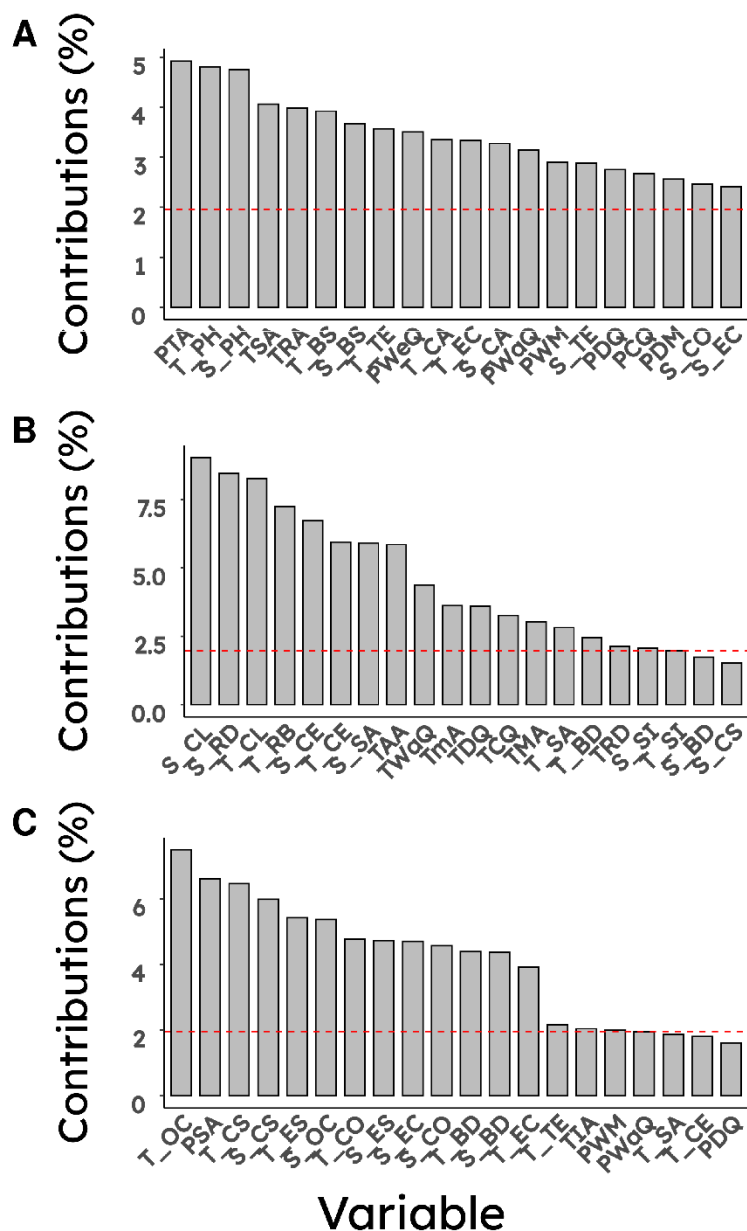 A
Contributions (%)
5
4
3
2
1
0
PTA T_PH S_PH TSA TRA T_BS S_BS T_TE PWeQ T_CA T_EC S_CA PWaQ PWM S_TE PDQ PCQ PDM S_CO S_EC
B
Contributions (%)
7.5
5.0
2.5
0.0
S_CL S_RD T_CL T_RB S_CE T_CE S_SA TAA TWaQ TmA TDQ TCQ TMA T_SA T_BD TRD S_SI T_SI S_BD S_CS
C
Contributions (%)
6
4
2
0
T_OC PSA T_CS S_CS T_ES S_OC T_CO S_ES S_EC S_CO T_BD S_BD T_EC T_TE TIA PWM PWaQ T_SA T_CE PDQ
Variable